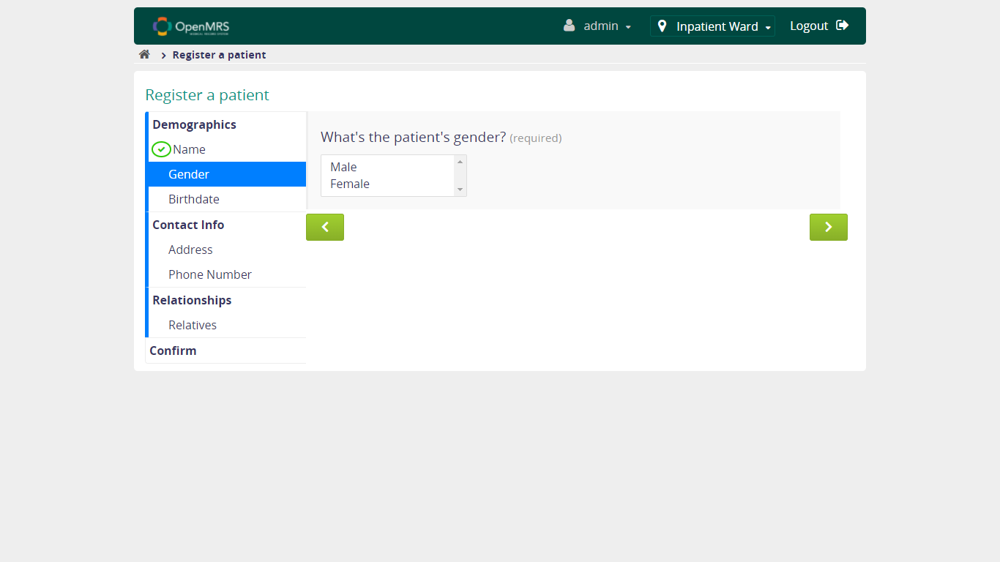 OpenMRS
admin
Inpatient Ward
Logout
Register a patient
Register a patient
Demographics
Name
Gender
Birthdate
Contact Info
Address
Phone Number
Relationships
Relatives
Confirm
What's the patient's gender? (required)
Male
Female